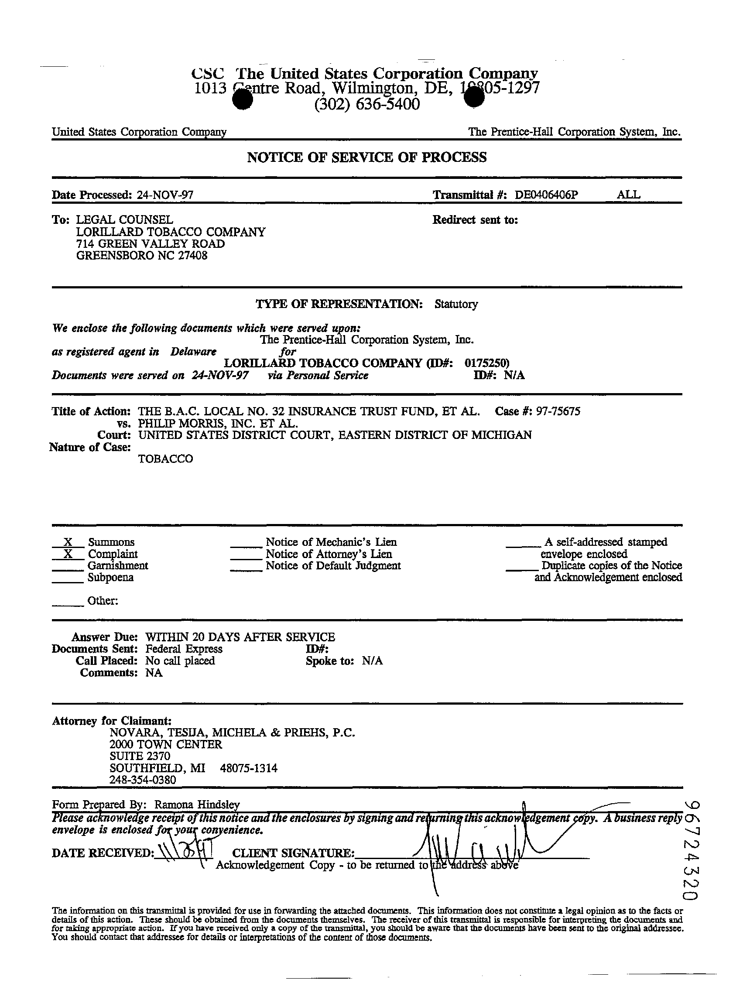 CSC The United States Corporation Company
1013 Centre Road, Wilmington, DE, 19805-1297
(302) 636-5400
United States Corporation Company The Prentice-Hall Corporation System, Inc.
NOTICE OF SERVICE OF PROCESS
Date Processed: 24-NOV-97 Transmittal #: DE0406406P ALL
To: LEGAL COUNSEL Redirect sent to:
LORILLARD TOBACCO COMPANY
714 GREEN VALLEY ROAD
GREENSBORO NC 27408
TYPE OF REPRESENTATION: Statutory
We enclose the following documents which were served upon:
The Prentice-Hall Corporation System, Inc.
as registered agent in Delaware for
LORILLARD TOBACCO COMPANY (ID#: 0175250)
Documents were served on 24-NOV-97 via Personal Service ID#: N/A
Title of Action: THE B.A.C. LOCAL NO. 32 INSURANCE TRUST FUND, ET AL. Case #: 97-75675
vs. PHILIP MORRIS, INC. ET AL.
Court: UNITED STATES DISTRICT COURT, EASTERN DISTRICT OF MICHIGAN
Nature of Case:
TOBACCO
X Summons Notice of Mechanic's Lien A self-addressed stamped
X Complaint Notice of Attorney's Lien envelope enclosed
Garnishment Notice of Default Judgment Duplicate copies of the Notice
Subpoena and Acknowledgement enclosed
Other:
Answer Due: WITHIN 20 DAYS AFTER SERVICE
Documents Sent: Federal Express ID#:
Call Placed: No call placed Spoke to: N/A
Comments: NA
Attorney for Claimant:
NOVARA, TESIJA, MICHELA & PRIEHS, P.C.
2000 TOWN CENTER
SUITE 2370
SOUTHFIELD, MI 48075-1314
248-354-0380
Form Prepared By: Ramona Hindsley
Please acknowledge receipt of this notice and the enclosures by signing and returning this acknowledgement copy. A business reply
envelope is enclosed for your convenience.
DATE RECEIVED: CLIENT SIGNATURE:
Acknowledgement Copy - to be returned to the address above
96724320
The information on this transmittal is provided for use in forwarding the attached documents. This information does not constitute a legal opinion as to the facts or
details of this action. These should be obtained from the documents themselves. The receiver of this transmittal is responsible for interpreting the documents and
for taking appropriate action. If you have received only a copy of the transmittal, you should be aware that the documents have been sent to the original addressee.
You should contact that addressee for details or interpretations of the content of those documents.